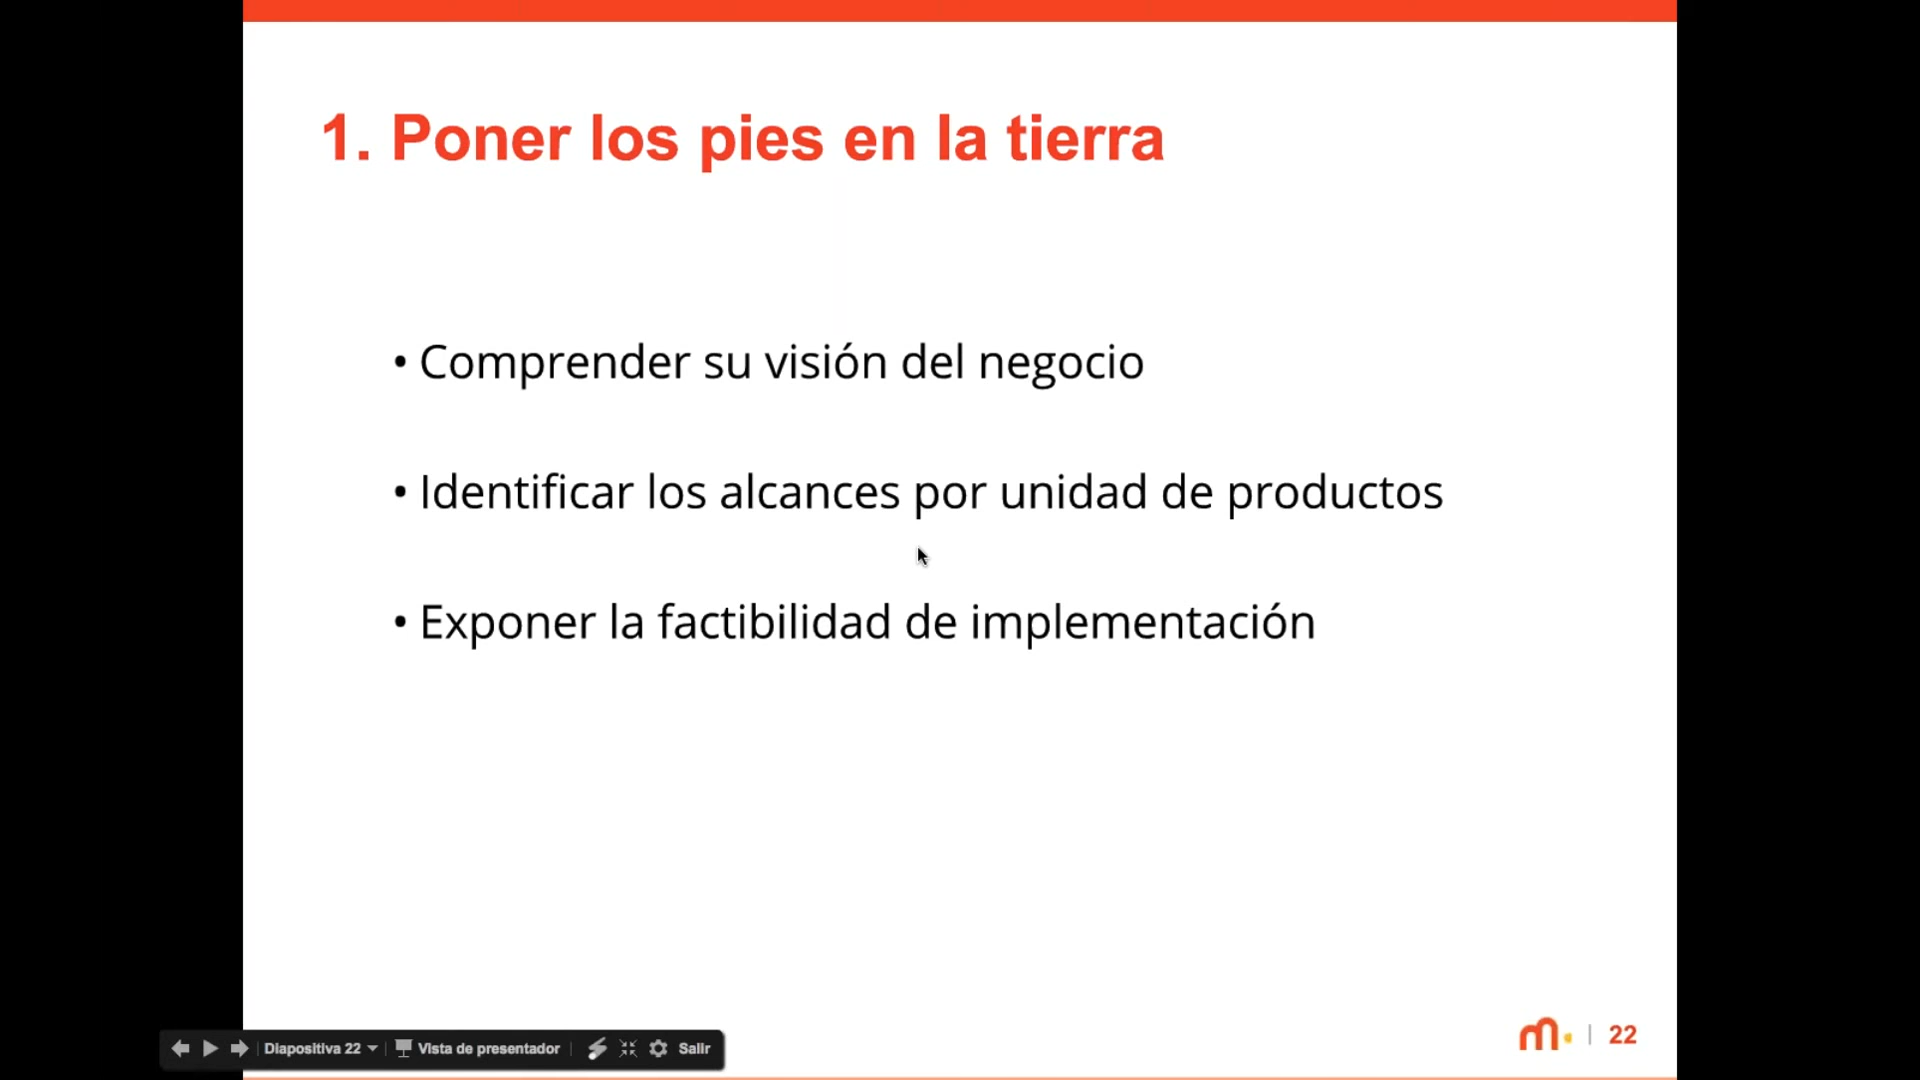 1. Poner los pies en la tierra
• Comprender su visión del negocio
• Identificar los alcances por unidad de productos
• Exponer la factibilidad de implementación
m. | 22
Diapositiva 22 Vista de presentador Salir